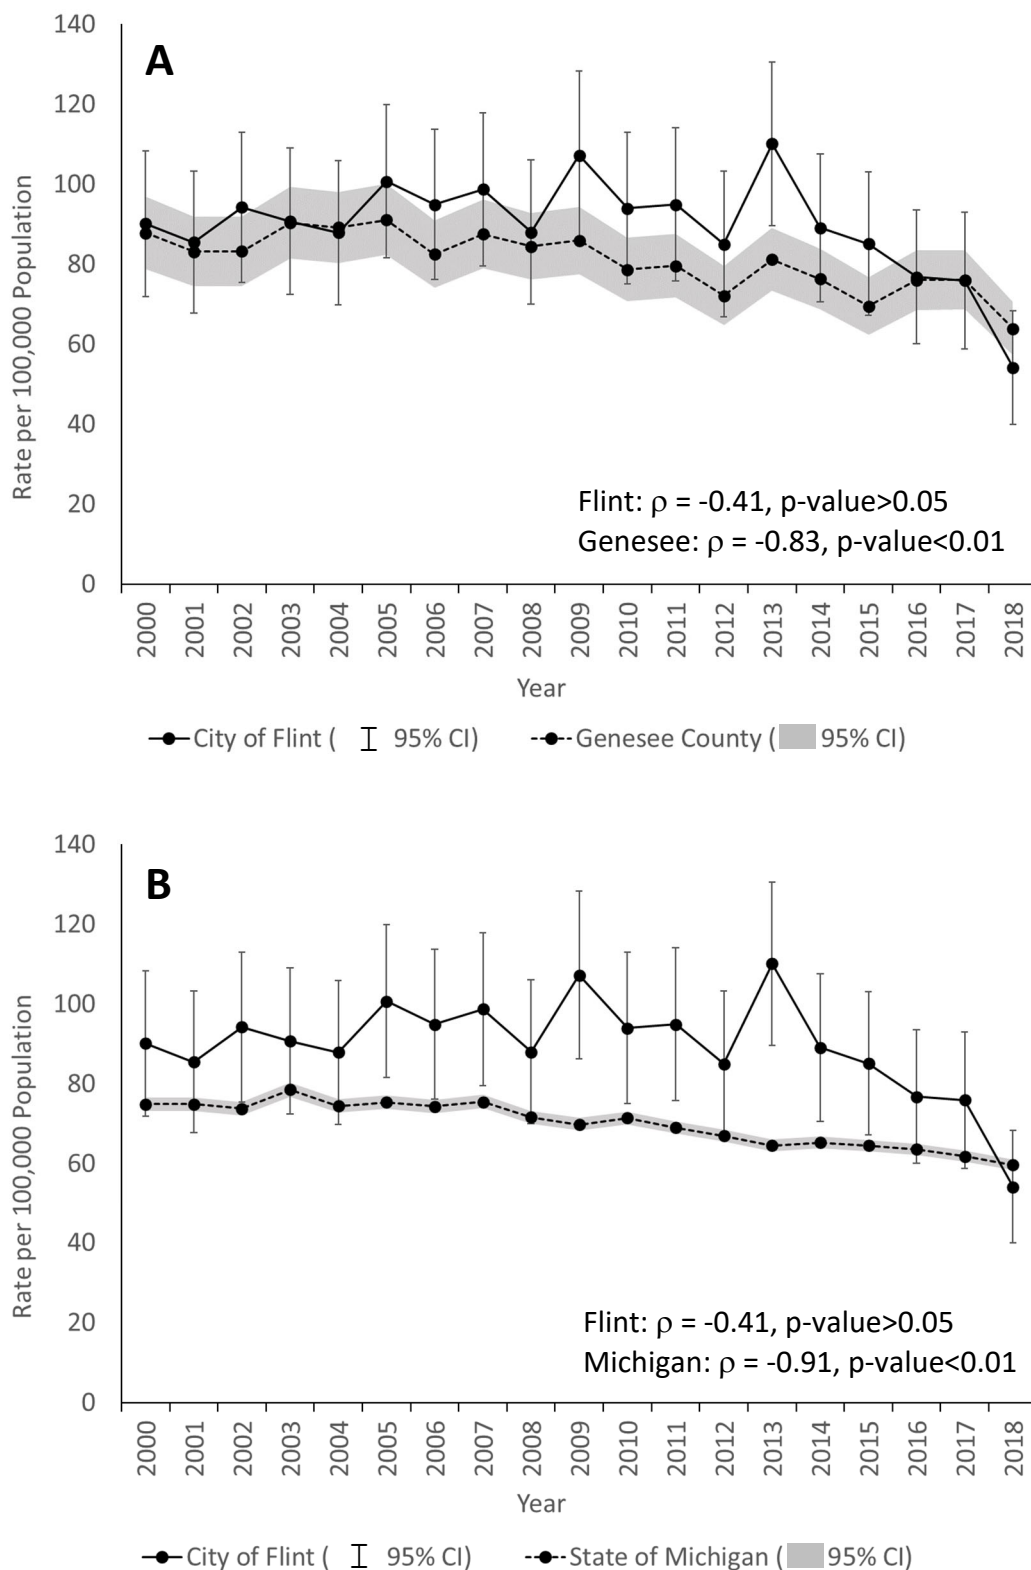 A
140
120
100
80
60
40
20
0
Rate per 100,000 Population
Flint: ρ = -0.41, p-value>0.05
Genesee: ρ = -0.83, p-value<0.01
2000 2001 2002 2003 2004 2005 2006 2007 2008 2009 2010 2011 2012 2013 2014 2015 2016 2017 2018
Year
City of Flint ( 95% CI) Genesee County ( 95% CI)
B
140
120
100
80
60
40
20
0
Rate per 100,000 Population
Flint: ρ = -0.41, p-value>0.05
Michigan: ρ = -0.91, p-value<0.01
2000 2001 2002 2003 2004 2005 2006 2007 2008 2009 2010 2011 2012 2013 2014 2015 2016 2017 2018
Year
City of Flint ( 95% CI) State of Michigan ( 95% CI)